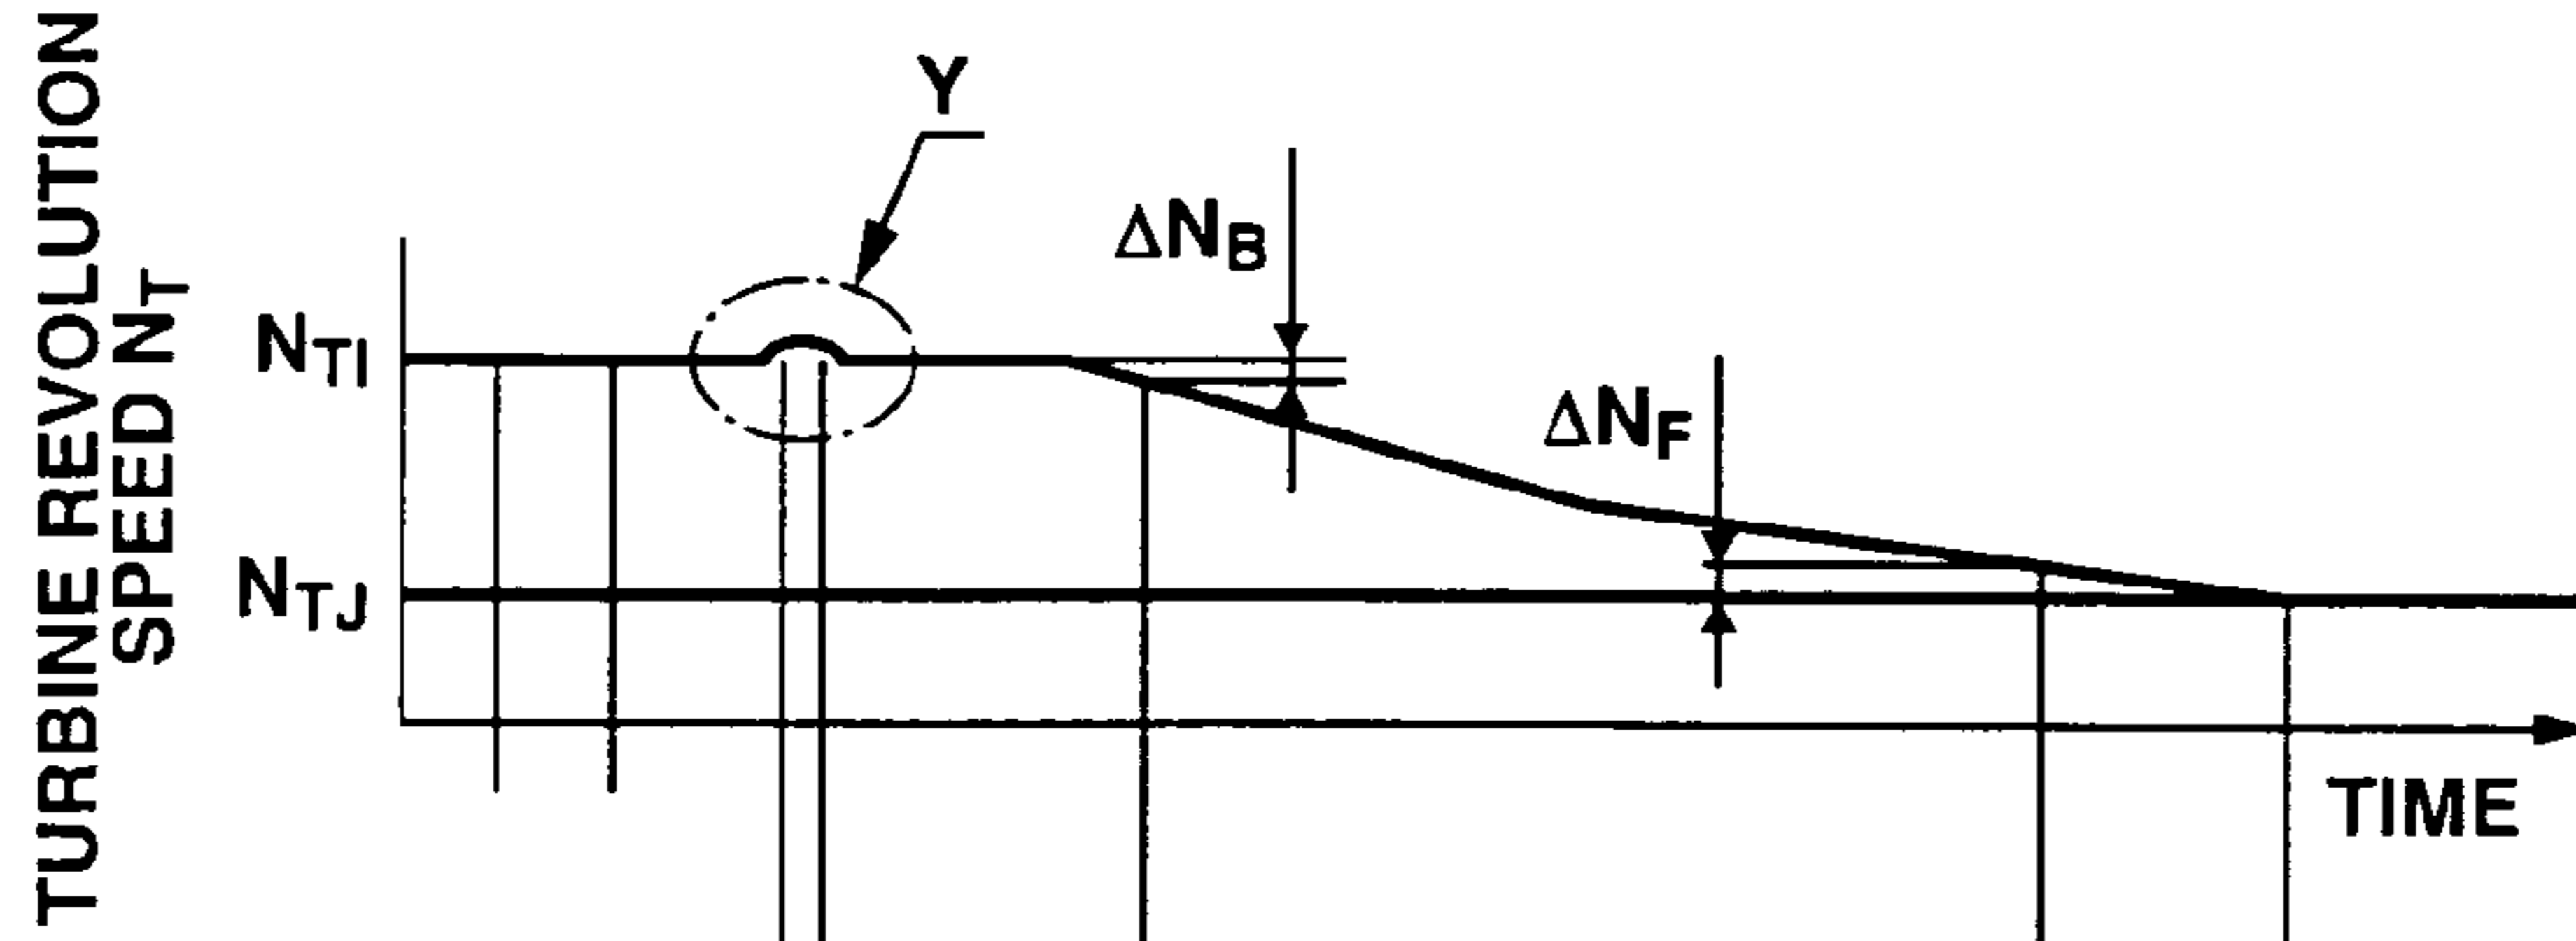 TURBINE REVOLUTION
SPEED NT
Y
ΔNB
NTI
ΔNF
NTJ
TIME